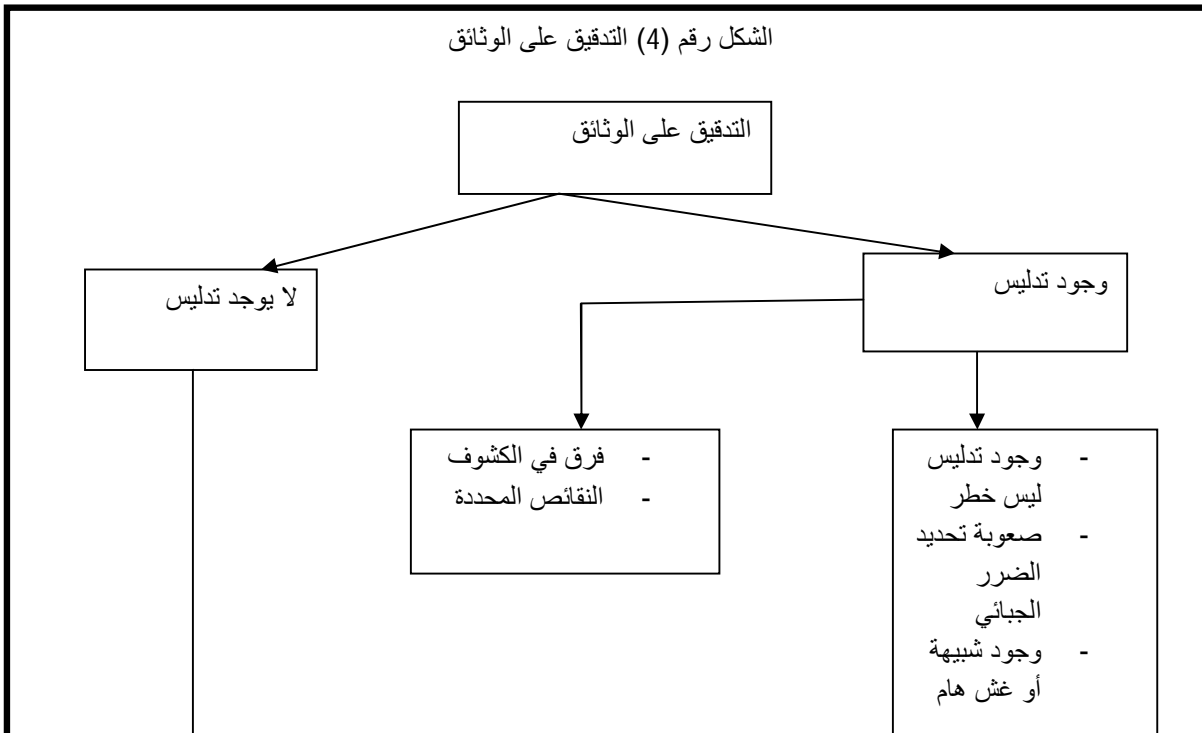 الشكل رقم (4) التدقيق على الوثائق
التدقيق على الوثائق
وجود تدليس
لا يوجد تدليس
- وجود تدليس
ليس خطر
- صعوبة تحديد
الضرر
الجبائي
- وجود شبيهة
أو غش هام
- فرق في الكشوف
- النقائص المحددة